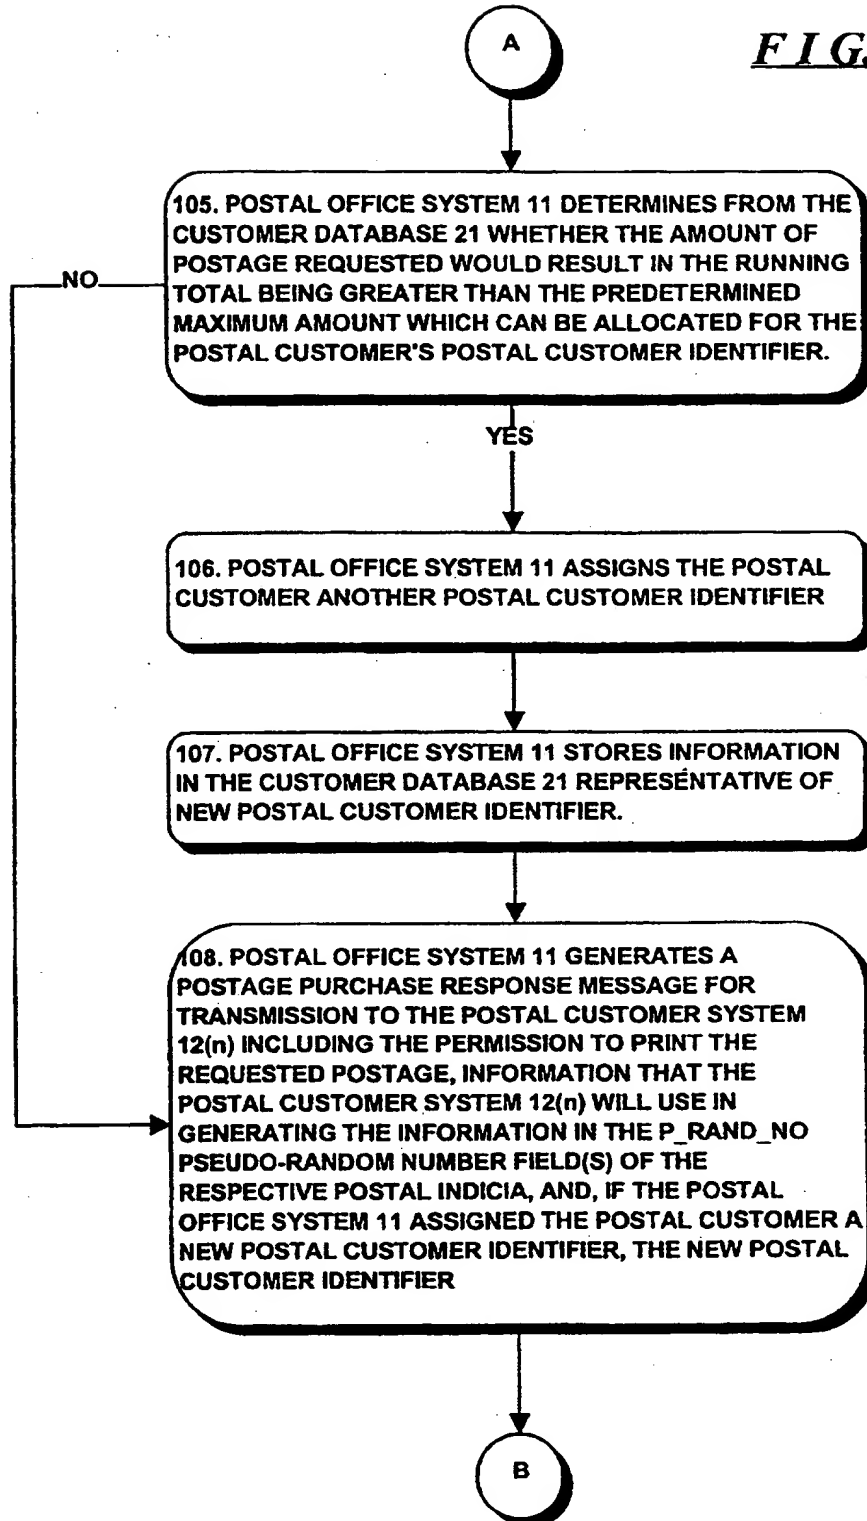 A
FIG.
105. POSTAL OFFICE SYSTEM 11 DETERMINES FROM THE
CUSTOMER DATABASE 21 WHETHER THE AMOUNT OF
POSTAGE REQUESTED WOULD RESULT IN THE RUNNING
TOTAL BEING GREATER THAN THE PREDETERMINED
MAXIMUM AMOUNT WHICH CAN BE ALLOCATED FOR THE
POSTAL CUSTOMER'S POSTAL CUSTOMER IDENTIFIER.
NO
YES
106. POSTAL OFFICE SYSTEM 11 ASSIGNS THE POSTAL
CUSTOMER ANOTHER POSTAL CUSTOMER IDENTIFIER
107. POSTAL OFFICE SYSTEM 11 STORES INFORMATION
IN THE CUSTOMER DATABASE 21 REPRESENTATIVE OF
NEW POSTAL CUSTOMER IDENTIFIER.
108. POSTAL OFFICE SYSTEM 11 GENERATES A
POSTAGE PURCHASE RESPONSE MESSAGE FOR
TRANSMISSION TO THE POSTAL CUSTOMER SYSTEM
12(n) INCLUDING THE PERMISSION TO PRINT THE
REQUESTED POSTAGE, INFORMATION THAT THE
POSTAL CUSTOMER SYSTEM 12(n) WILL USE IN
GENERATING THE INFORMATION IN THE P_RAND_NO
PSEUDO-RANDOM NUMBER FIELD(S) OF THE
RESPECTIVE POSTAL INDICIA, AND, IF THE POSTAL
OFFICE SYSTEM 11 ASSIGNED THE POSTAL CUSTOMER A
NEW POSTAL CUSTOMER IDENTIFIER, THE NEW POSTAL
CUSTOMER IDENTIFIER
B